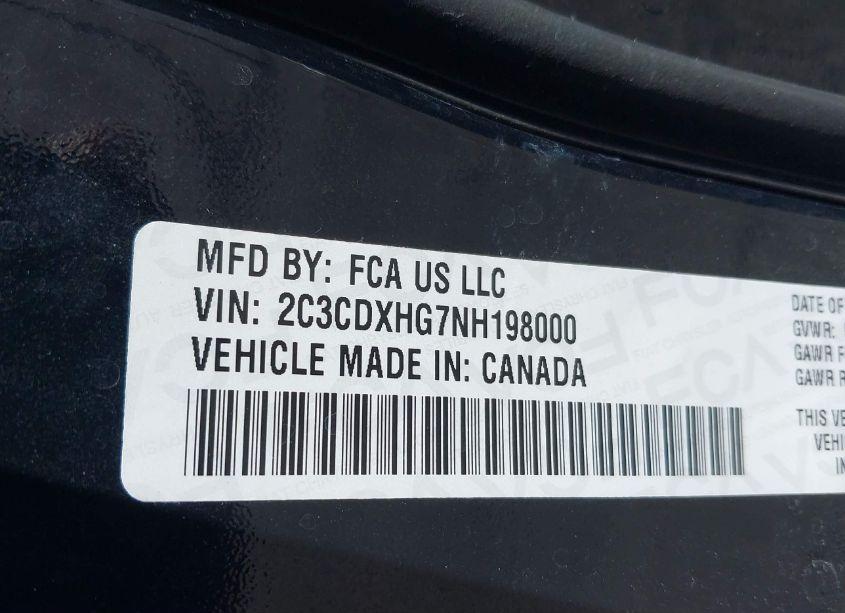 MFD BY: FCA US LLC
VIN: 2C3CDXHG7NH198000
VEHICLE MADE IN: CANADA
DATE OF
GVWR:
GAWR F
GAWR R
THIS VE
VEHI
IN